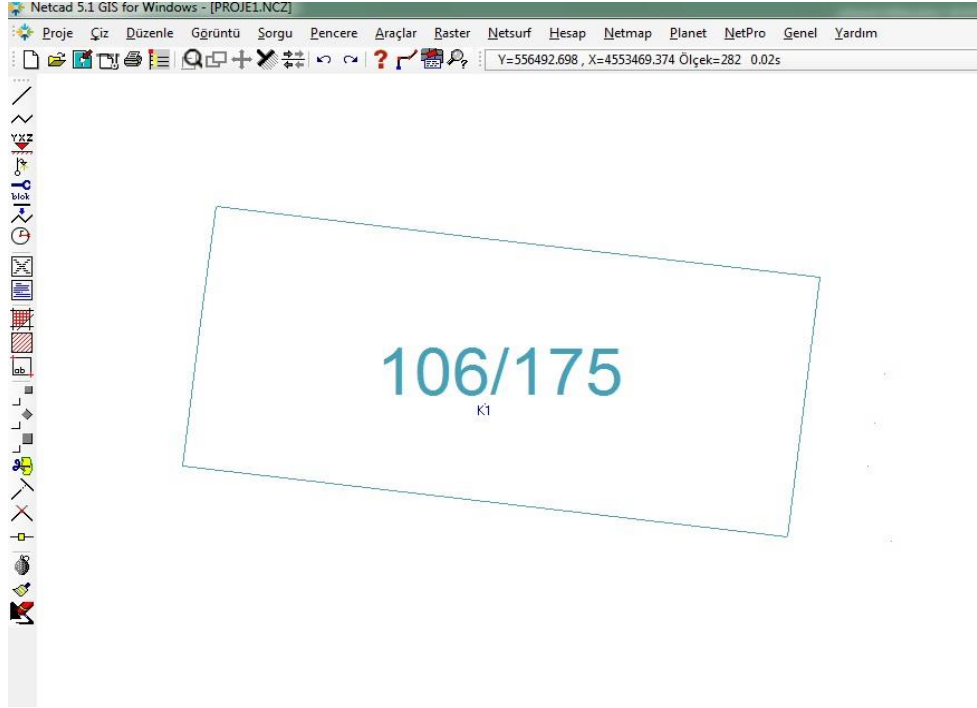 Netcad 5.1 GIS for Windows - [PROJE1.NCZ]
Proje Çiz Düzenle Görüntü Sorgu Pencere Araçlar Raster Netsurf Hesap Netmap Planet NetPro Genel Yardım
Y=556492.698 , X=4553469.374 Ölçek=282 0.02s
YXZ
blok
ab
106/175
K1